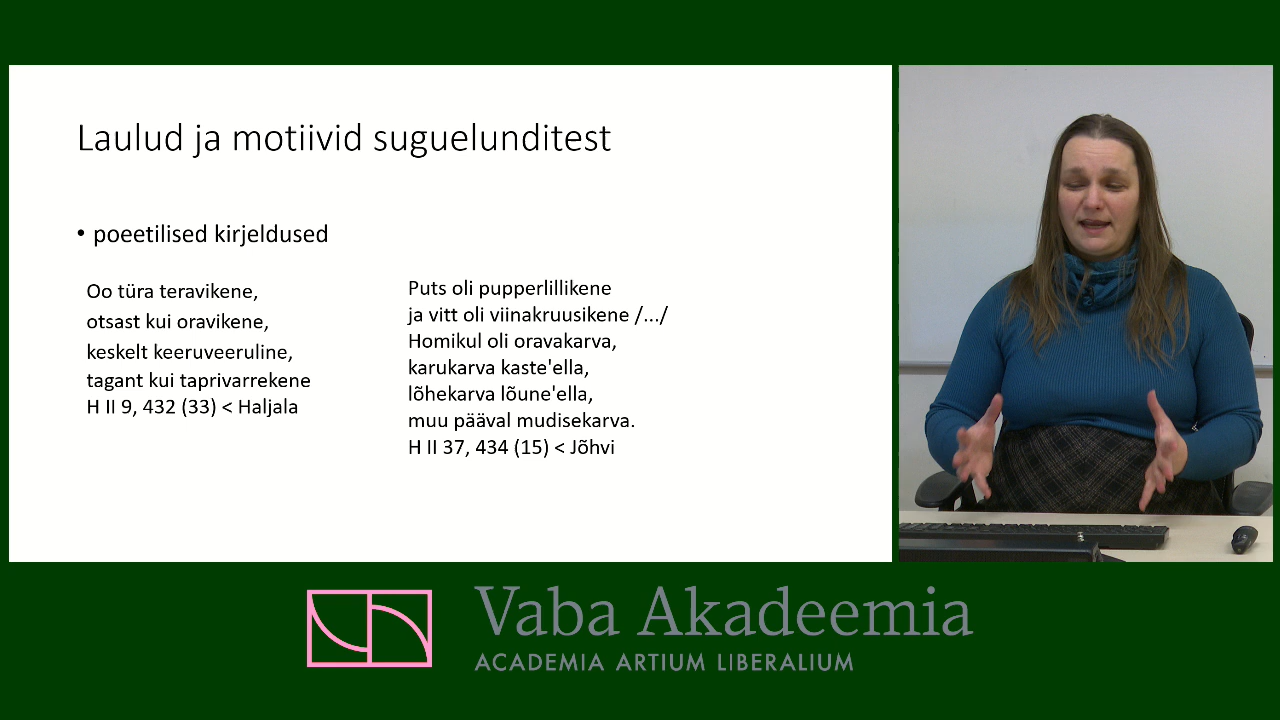 Laulud ja motiivid suguelunditest
• poeetilised kirjeldused
Oo türa teravikene,
otsast kui oravikene,
keskelt keeruveeruline,
tagant kui taprivarrekene
H II 9, 432 (33) < Haljala
Puts oli pupperlillikene
ja vitt oli viinakruusikene /.../
Homikul oli oravakarva,
karukarva kaste'ella,
lõhekarva lõune'ella,
muu pääval mudisekarva.
H II 37, 434 (15) < Jõhvi
Vaba Akadeemia
ACADEMIA ARTIUM LIBERALIUM